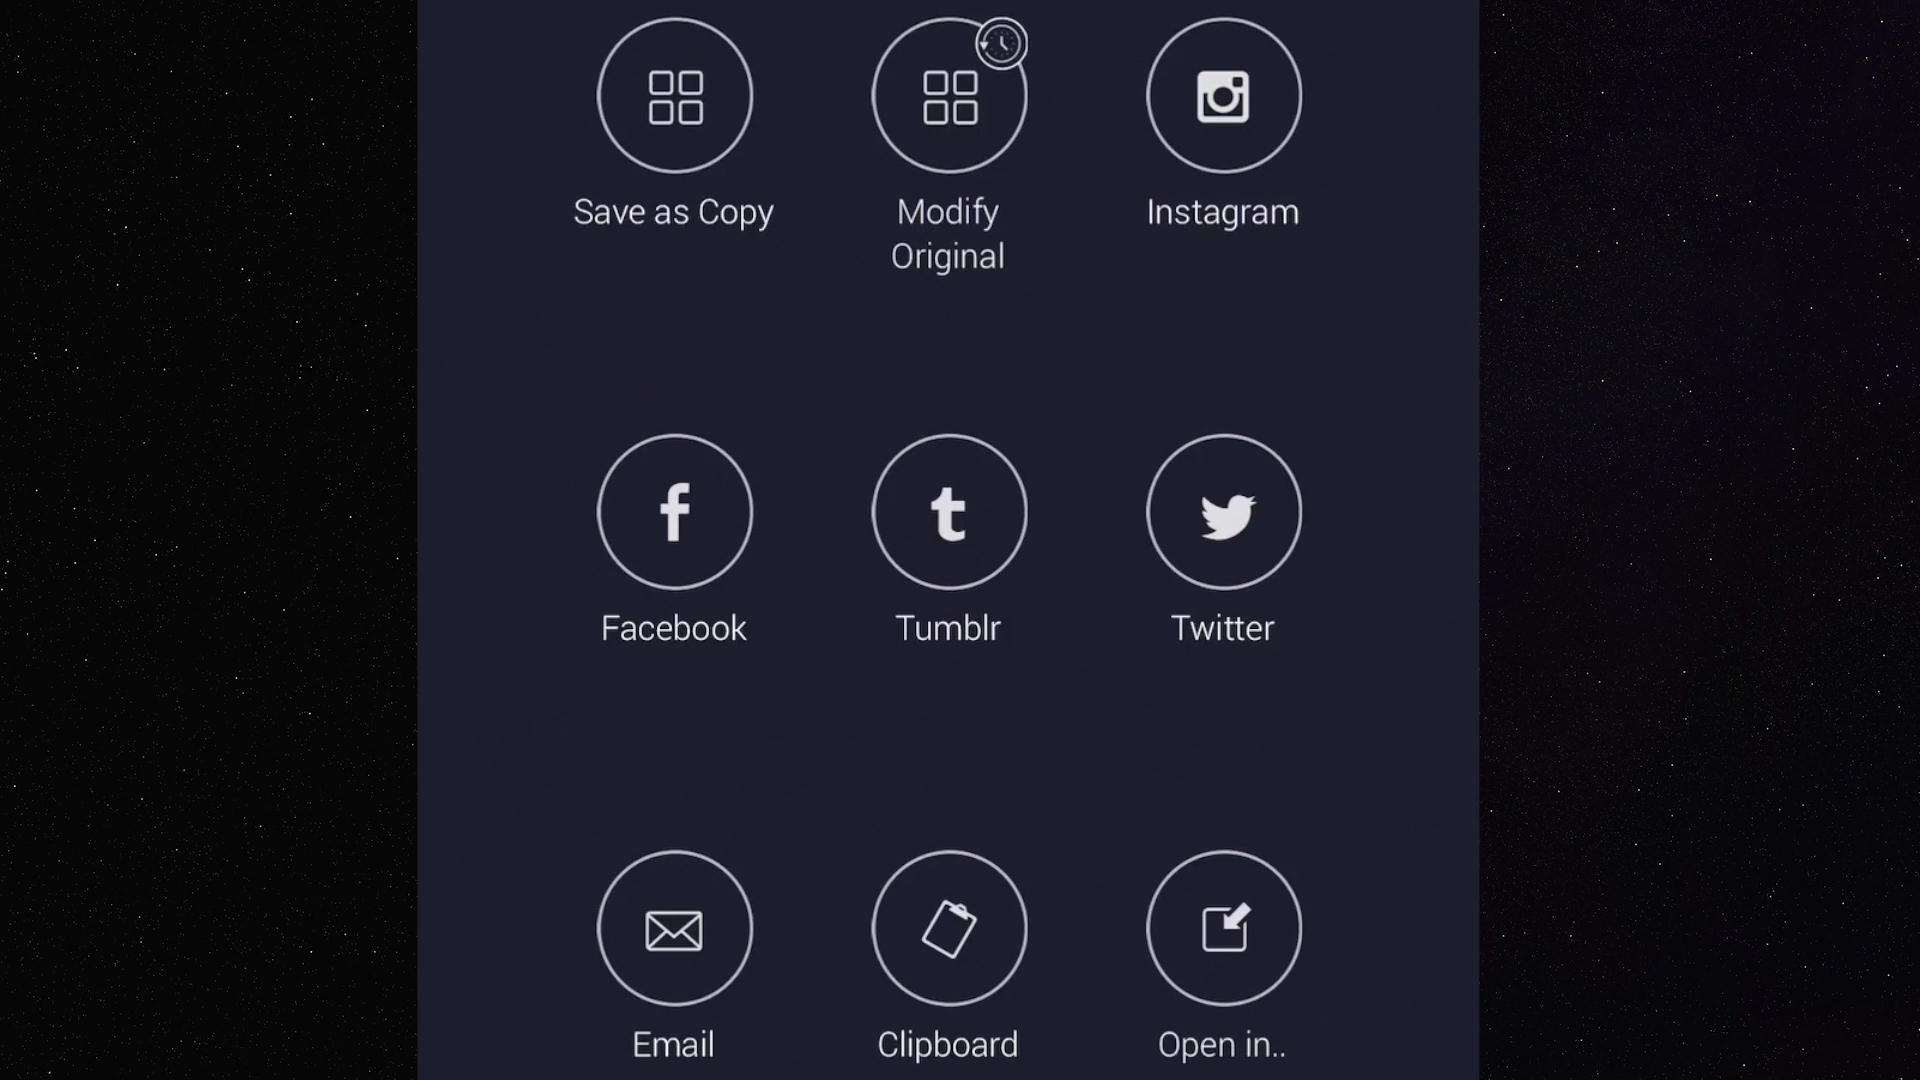 Save as Copy
Modify
Original
Instagram
Facebook
Tumblr
Twitter
Email
Clipboard
Open in..